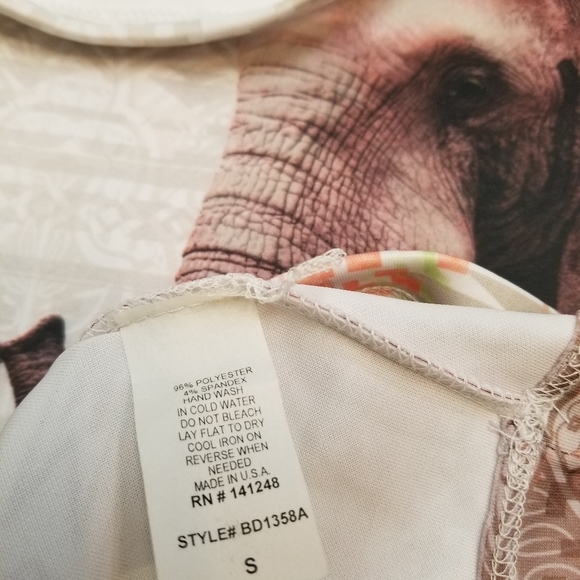 96% POLYESTER
4% SPANDEX
HAND WASH
IN COLD WATER
DO NOT BLEACH
LAY FLAT TO DRY
COOL IRON ON
REVERSE WHEN
NEEDED
MADE IN U.S.A.
RN # 141248
STYLE# BD1358A
S